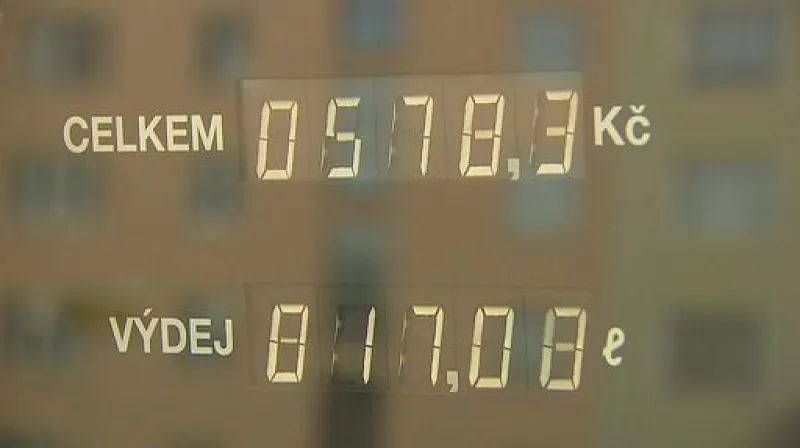 CELKEM 0578,3 Kč
VÝDEJ 017,08 ℓ